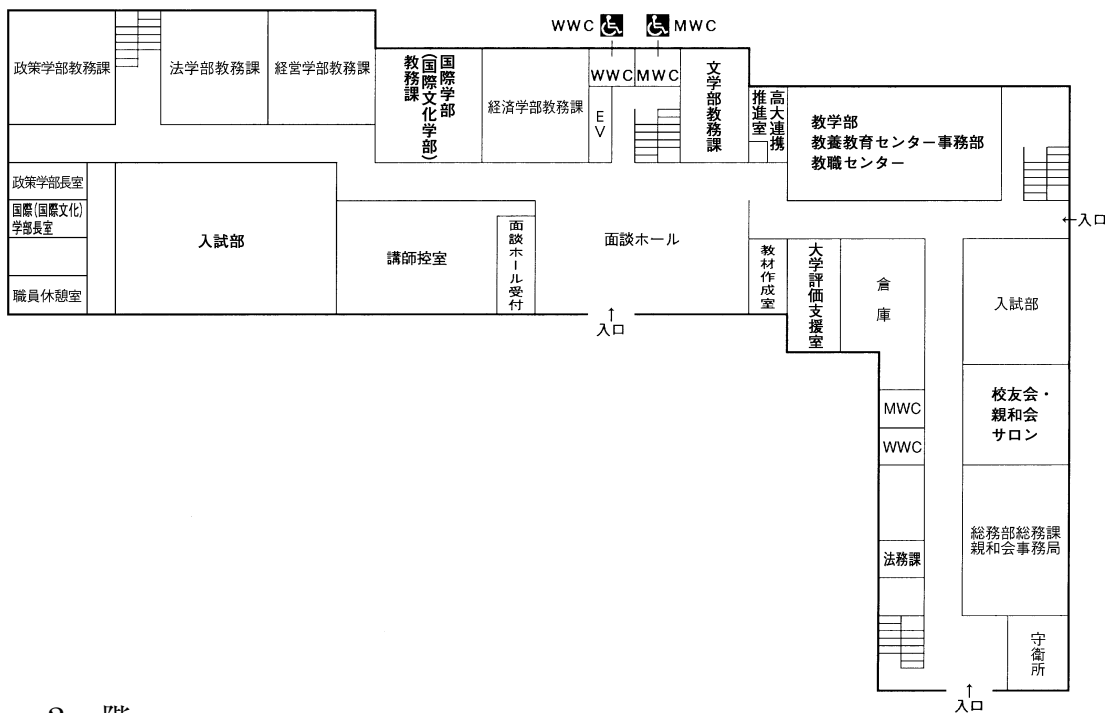 WWC
MWC
政策学部教務課
法学部教務課
経営学部教務課
国際学部
(国際文化学部)
教務課
経済学部教務課
WWC
MWC
EV
文学部教務課
高大連携
推進室
教学部
教養教育センター事務部
教職センター
政策学部長室
国際(国際文化)
学部長室
職員休憩室
入試部
講師控室
面談ホール受付
面談ホール
↑
入口
教材作成室
大学評価支援室
倉庫
←入口
入試部
校友会・
親和会
サロン
MWC
WWC
法務課
総務部総務課
親和会事務局
守衛所
↑
入口